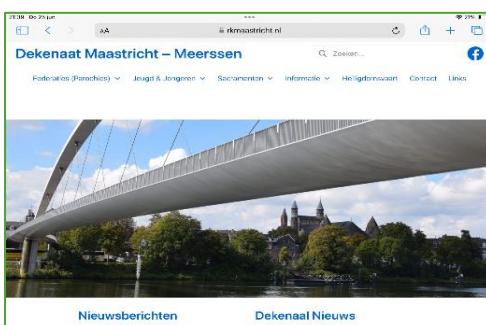 Do 25 jun
AA
rkmaastricht.nl
Dekenaat Maastricht – Meerssen
Zoeken...
Federaties (Parochies) Jeugd & Jongeren Sacramenten Informatie Heiligdomsvaart Contact Links
Nieuwsberichten Dekenaal Nieuws